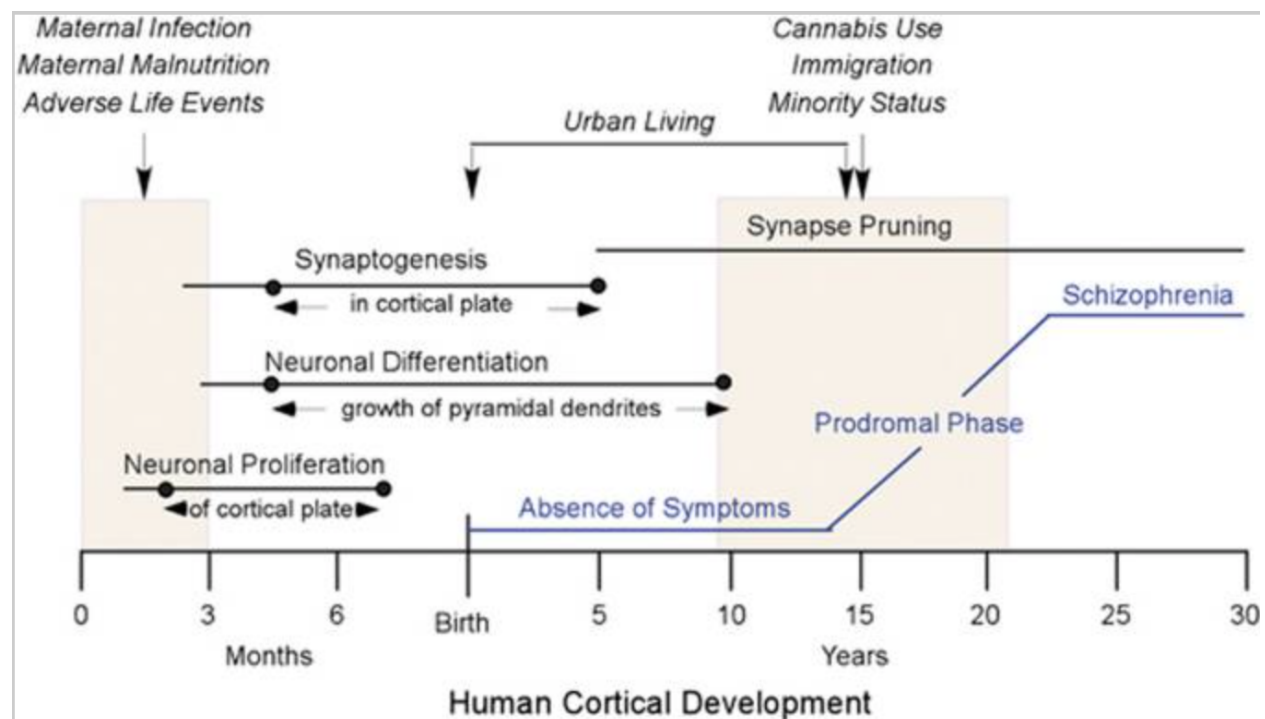 Maternal Infection
Maternal Malnutrition
Adverse Life Events
Cannabis Use
Immigration
Minority Status
Urban Living
Synapse Pruning
Synaptogenesis
in cortical plate
Schizophrenia
Neuronal Differentiation
growth of pyramidal dendrites
Prodromal Phase
Neuronal Proliferation
of cortical plate
Absence of Symptoms
0 3 6 Birth 5 10 15 20 25 30
Months Years
Human Cortical Development